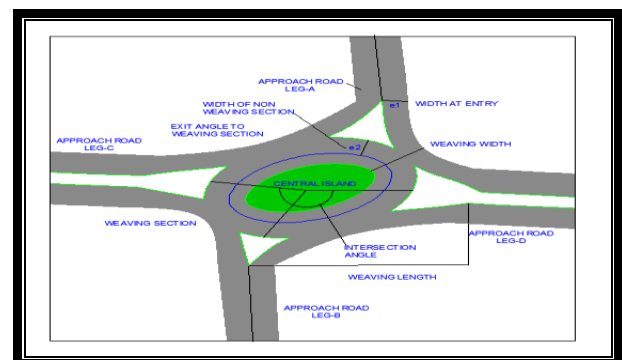 APPROACH ROAD
LEG-A
WIDTH OF NON
WEAVING SECTION
e1
WIDTH AT ENTRY
EXIT ANGLE TO
WEAVING SECTION
APPROACH ROAD
LEG-C
e2
WEAVING WIDTH
CENTRAL ISLAND
WEAVING SECTION
INTERSECTION
ANGLE
APPROACH ROAD
LEG-D
WEAVING LENGTH
APPROACH ROAD
LEG-B